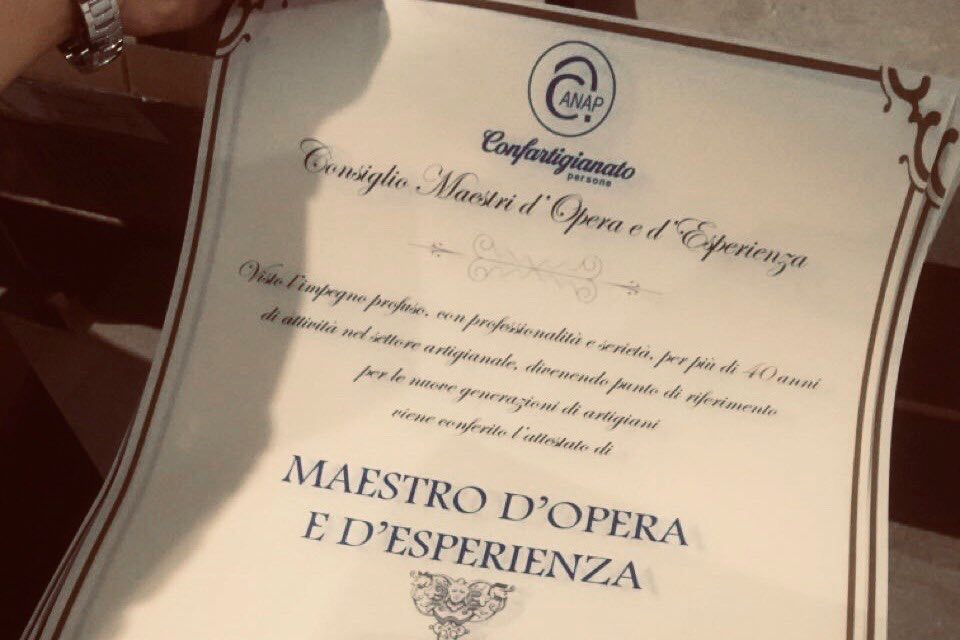 ANAP
Confartigianato
persone
Consiglio Maestri d'Opera e d'Esperienza
Visto l'impegno profuso, con professionalità e serietà, per più di 40 anni
di attività nel settore artigianale, divenendo punto di riferimento
per le nuove generazioni di artigiani
viene conferito l'attestato di
MAESTRO D'OPERA
E D'ESPERIENZA